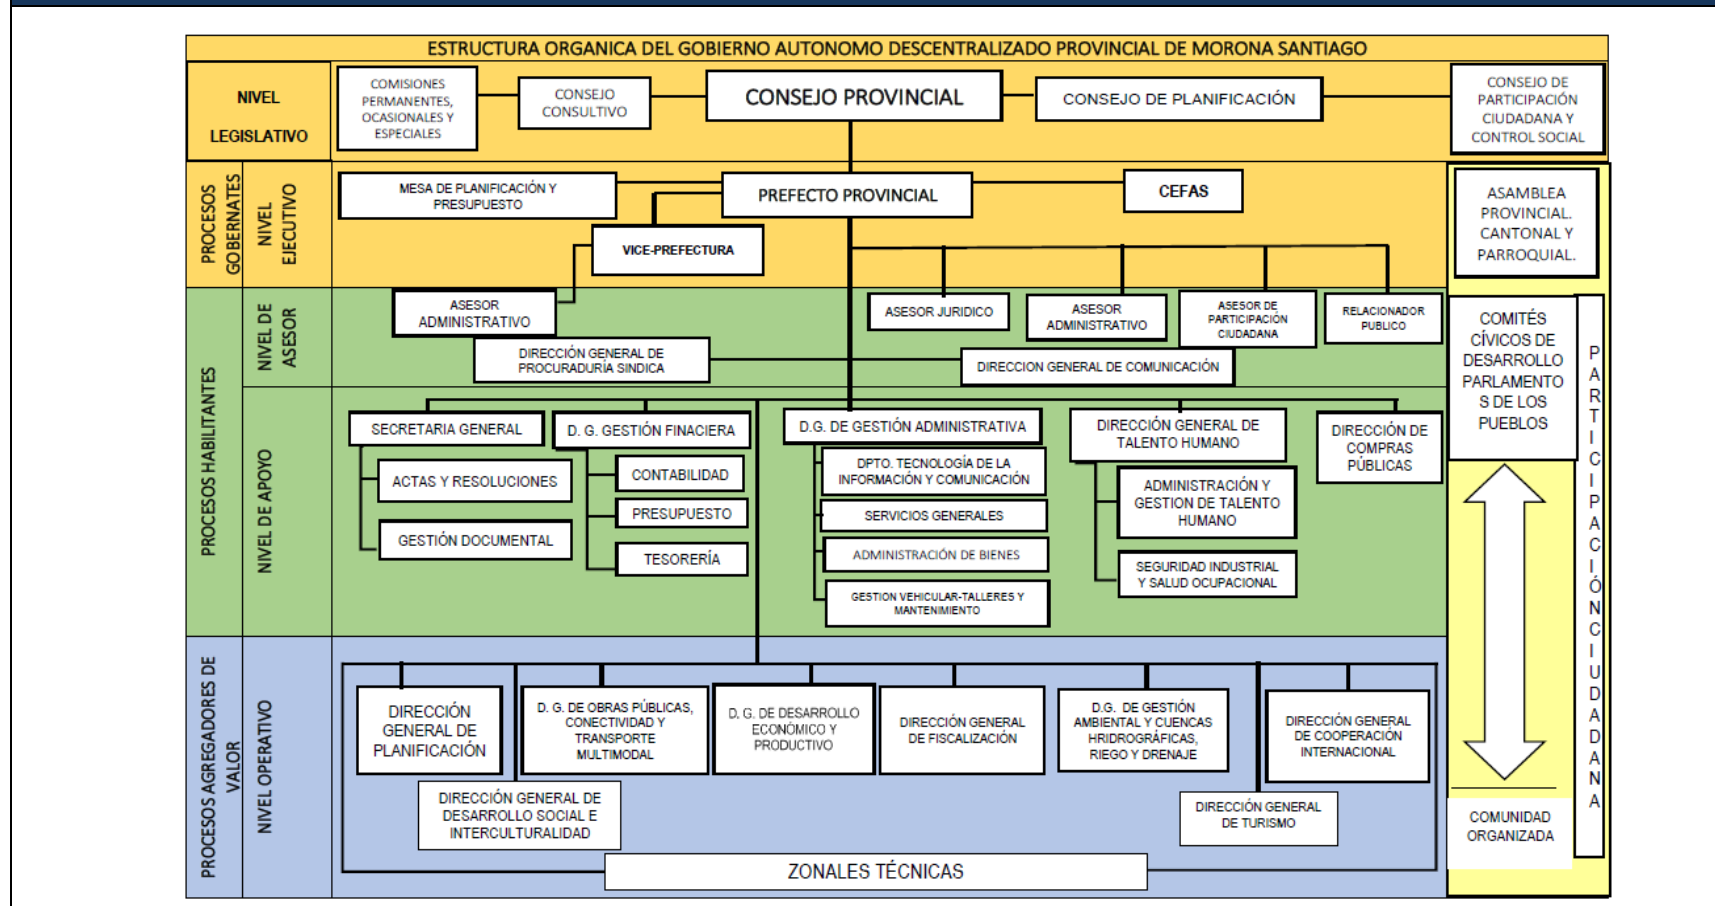 ESTRUCTURA ORGANICA DEL GOBIERNO AUTONOMO DESCENTRALIZADO PROVINCIAL DE MORONA SANTIAGO
NIVEL
LEGISLATIVO
COMISIONES
PERMANENTES,
OCASIONALES Y
ESPECIALES
CONSEJO
CONSULTIVO
CONSEJO PROVINCIAL
CONSEJO DE PLANIFICACIÓN
CONSEJO DE
PARTICIPACIÓN
CIUDADANA Y
CONTROL SOCIAL
PROCESOS
GOBERNATES
NIVEL
EJECUTIVO
MESA DE PLANIFICACIÓN Y
PRESUPUESTO
PREFECTO PROVINCIAL
CEFAS
VICE-PREFECTURA
ASAMBLEA
PROVINCIAL.
CANTONAL Y
PARROQUIAL.
PROCESOS HABILITANTES
NIVEL DE
ASESOR
ASESOR
ADMINISTRATIVO
ASESOR JURIDICO
ASESOR
ADMINISTRATIVO
ASESOR DE
PARTICIPACIÓN
CIUDADANA
RELACIONADOR
PUBLICO
DIRECCIÓN GENERAL DE
PROCURADURÍA SINDICA
DIRECCION GENERAL DE COMUNICACIÓN
COMITÉS
CÍVICOS DE
DESARROLLO
PARLAMENTO
S DE LOS
PUEBLOS
PARTICIPACIÓNCIUDADANA
NIVEL DE APOYO
SECRETARIA GENERAL
ACTAS Y RESOLUCIONES
GESTIÓN DOCUMENTAL
D. G. GESTIÓN FINACIERA
CONTABILIDAD
PRESUPUESTO
TESORERÍA
D.G. DE GESTIÓN ADMINISTRATIVA
DPTO. TECNOLOGÍA DE LA
INFORMACIÓN Y COMUNICACIÓN
SERVICIOS GENERALES
ADMINISTRACIÓN DE BIENES
GESTION VEHICULAR-TALLERES Y
MANTENIMIENTO
DIRECCIÓN GENERAL DE
TALENTO HUMANO
ADMINISTRACIÓN Y
GESTION DE TALENTO
HUMANO
SEGURIDAD INDUSTRIAL
Y SALUD OCUPACIONAL
DIRECCIÓN DE
COMPRAS
PÚBLICAS
PROCESOS AGREGADORES DE
VALOR
NIVEL OPERATIVO
DIRECCIÓN
GENERAL DE
PLANIFICACIÓN
D. G. DE OBRAS PÚBLICAS,
CONECTIVIDAD Y
TRANSPORTE
MULTIMODAL
D. G. DE DESARROLLO
ECONÓMICO Y
PRODUCTIVO
DIRECCIÓN GENERAL
DE FISCALIZACIÓN
D.G. DE GESTIÓN
AMBIENTAL Y CUENCAS
HRIDROGRÁFICAS,
RIEGO Y DRENAJE
DIRECCIÓN GENERAL
DE COOPERACIÓN
INTERNACIONAL
DIRECCIÓN GENERAL DE
DESARROLLO SOCIAL E
INTERCULTURALIDAD
DIRECCIÓN GENERAL
DE TURISMO
COMUNIDAD
ORGANIZADA
ZONALES TÉCNICAS